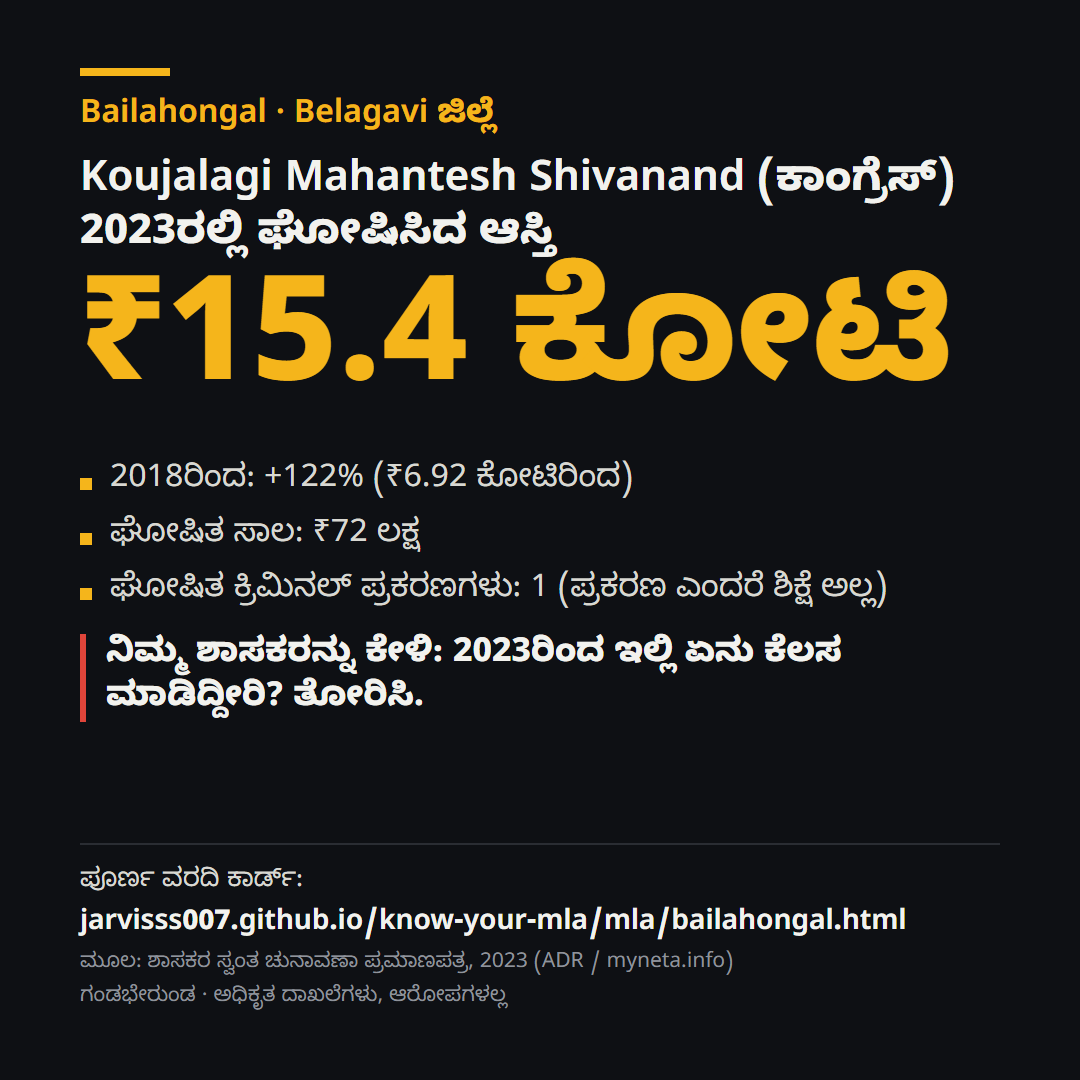 Bailahongal · Belagavi ಜಿಲ್ಲೆ
Koujalagi Mahantesh Shivanand (ಕಾಂಗ್ರೆಸ್)
2023ರಲ್ಲಿ ಘೋಷಿಸಿದ ಆಸ್ತಿ
₹15.4 ಕೋಟಿ
2018ರಿಂದ: +122% (₹6.92 ಕೋಟಿರಿಂದ)
ಘೋಷಿತ ಸಾಲ: ₹72 ಲಕ್ಷ
ಘೋಷಿತ ಕ್ರಿಮಿನಲ್ ಪ್ರಕರಣಗಳು: 1 (ಪ್ರಕರಣ ಎಂದರೆ ಶಿಕ್ಷೆ ಅಲ್ಲ)
ನಿಮ್ಮ ಶಾಸಕರನ್ನು ಕೇಳಿ: 2023ರಿಂದ ಇಲ್ಲಿ ಏನು ಕೆಲಸ
ಮಾಡಿದ್ದೀರಿ? ತೋರಿಸಿ.
ಪೂರ್ಣ ವರದಿ ಕಾರ್ಡ್:
jarvisss007.github.io/know-your-mla/mla/bailahongal.html
ಮೂಲ: ಶಾಸಕರ ಸ್ವಂತ ಚುನಾವಣಾ ಪ್ರಮಾಣಪತ್ರ, 2023 (ADR / myneta.info)
ಗಂಡಭೇರುಂಡ · ಅಧಿಕೃತ ದಾಖಲೆಗಳು, ಆರೋಪಗಳಲ್ಲ